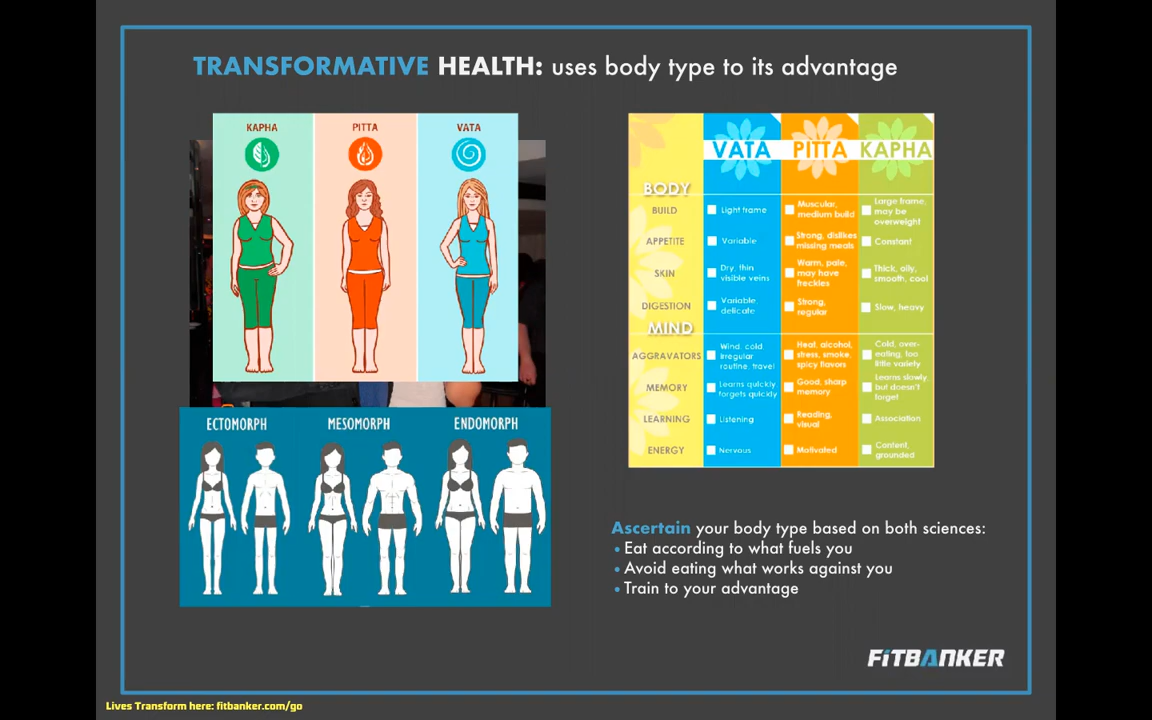 TRANSFORMATIVE HEALTH: uses body type to its advantage
KAPHA
PITTA
VATA
ECTOMORPH
MESOMORPH
ENDOMORPH
VATA
PITTA
KAPHA
BODY
BUILD
Light frame
Muscular,
medium build
Large frame,
may be
overweight
APPETITE
Variable
Strong, dislikes
missing meals
Constant
SKIN
Dry, thin
visible veins
Warm, pale,
may have
freckles
Thick, oily,
smooth, cool
DIGESTION
Variable,
delicate
Strong,
regular
Slow, heavy
MIND
AGGRAVATORS
Wind, cold,
irregular
routine, travel
Heat, alcohol,
stress, smoke,
spicy flavors
Cold, over-
eating, too
little variety
MEMORY
Learns quickly
forgets quickly
Good, sharp
memory
Learns slowly
but doesn't
forget
LEARNING
Listening
Reading,
visual
Association
ENERGY
Nervous
Motivated
Content,
grounded
Ascertain your body type based on both sciences:
• Eat according to what fuels you
• Avoid eating what works against you
• Train to your advantage
FiTBANKER
Lives Transform here: fitbanker.com/go